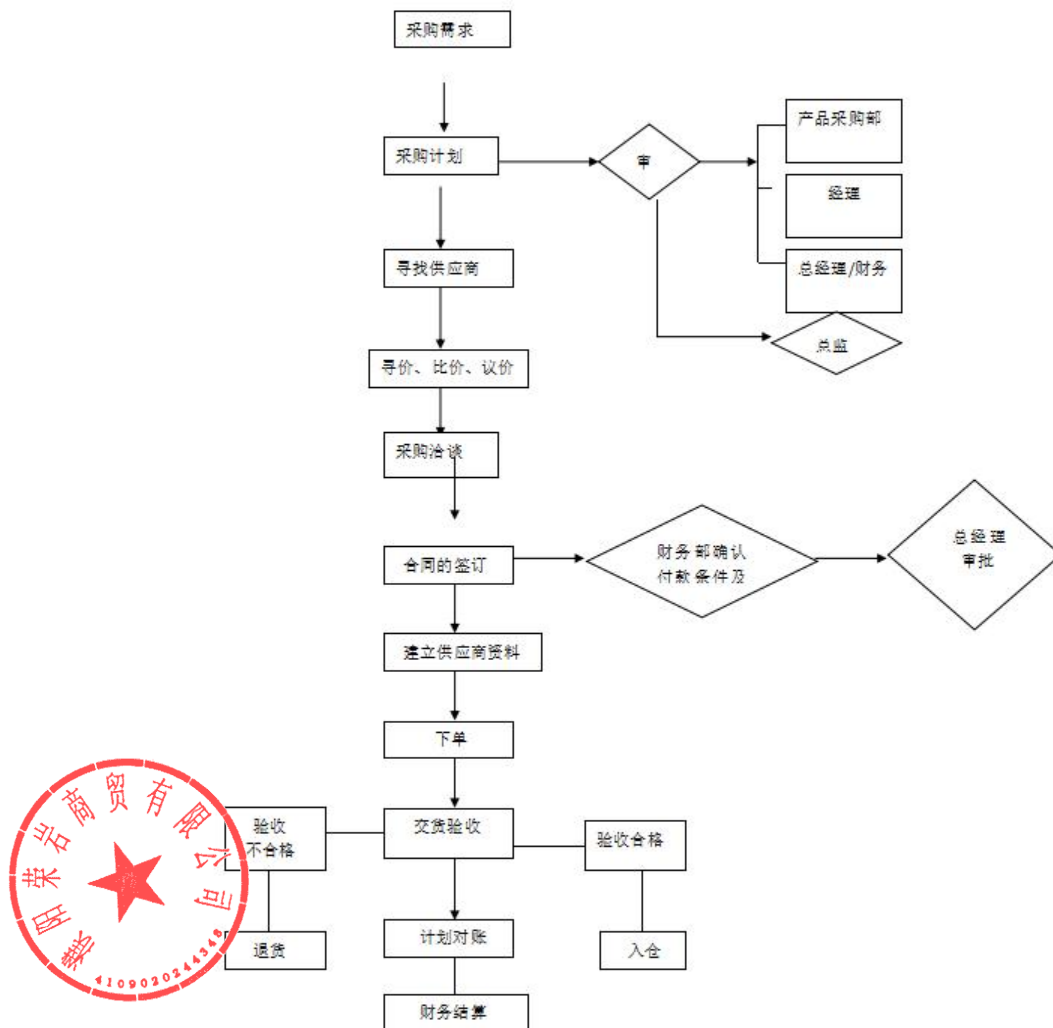 采购需求
采购计划
审
产品采购部
经理
总经理/财务
总监
寻找供应商
寻价、比价、议价
采购洽谈
合同的签订
财务部确认
付款条件及
总经理
审批
建立供应商资料
下单
交货验收
验收
不合格
验收合格
退货
计划对账
入仓
财务结算
濮阳荣岩商贸有限公司
4109020244348